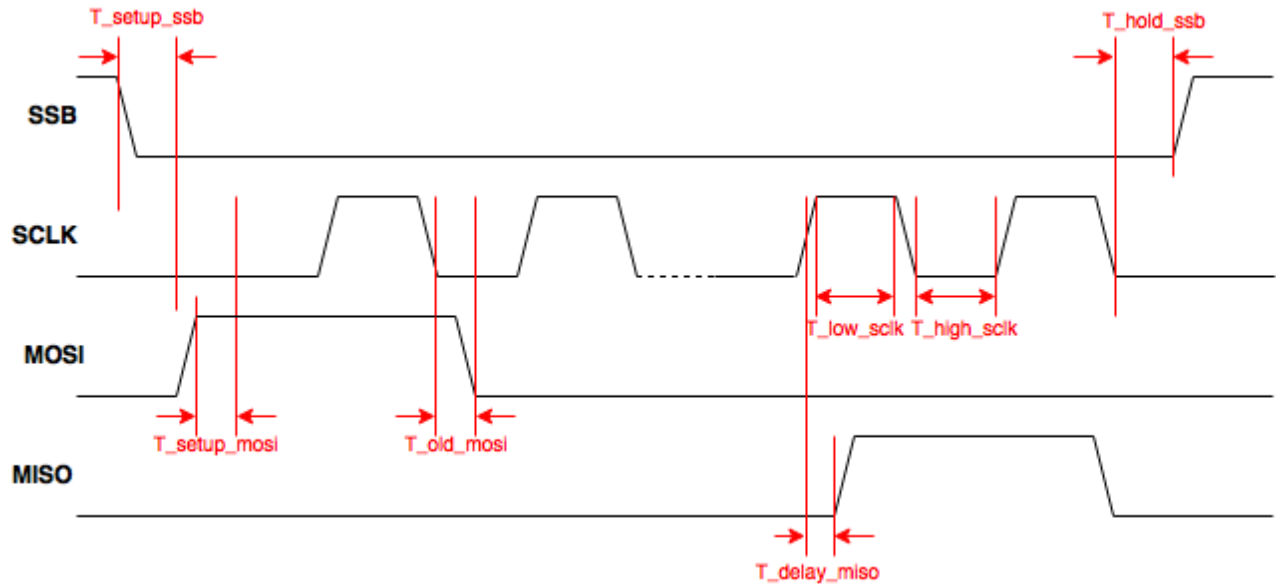 T_setup_ssb
T_hold_ssb
SSB
SCLK
T_low_sclk
T_high_sclk
MOSI
T_setup_mosi
T_old_mosi
MISO
T_delay_miso